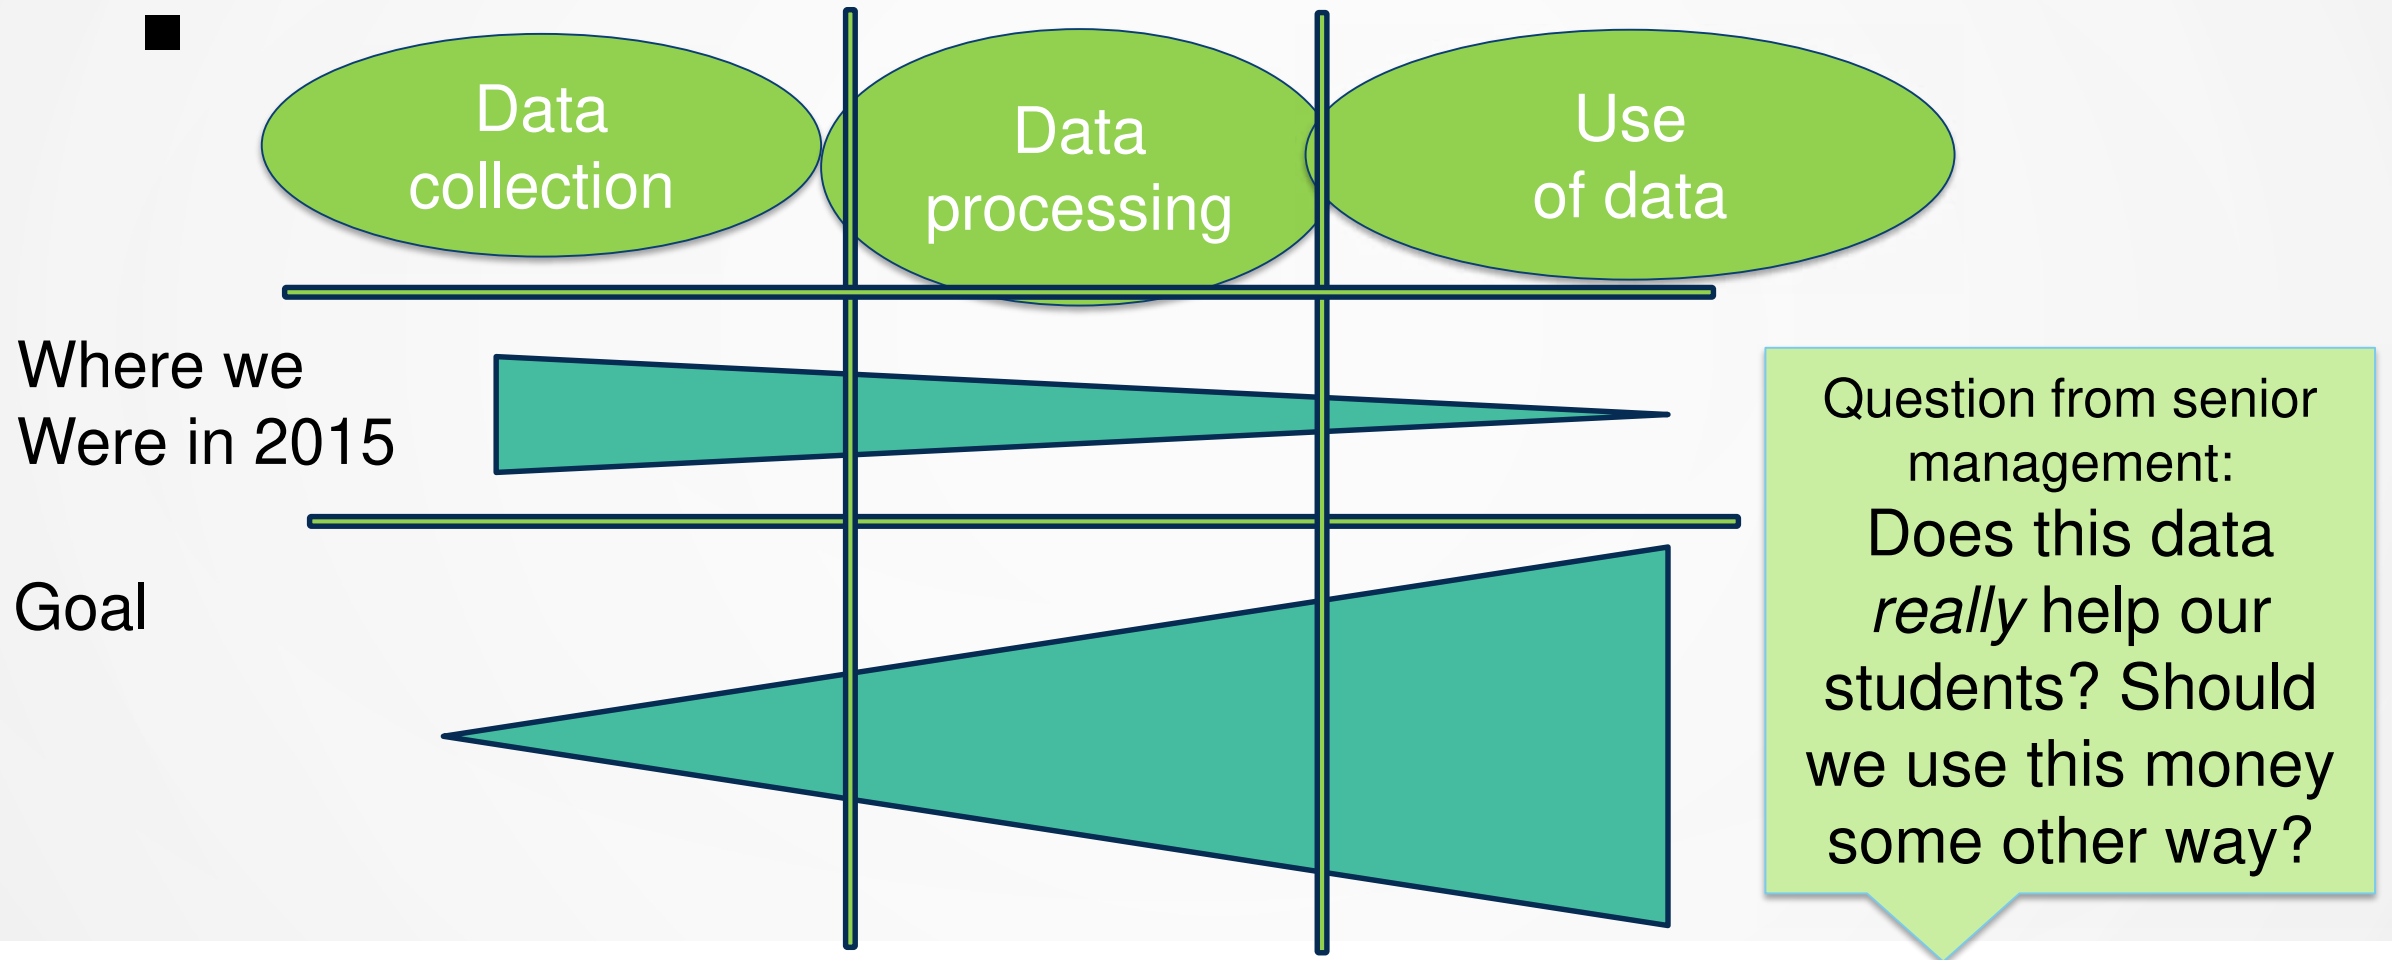 Data
collection
Data
processing
Use
of data
Where we
Were in 2015
Goal
Question from senior
management:
Does this data
really help our
students? Should
we use this money
some other way?